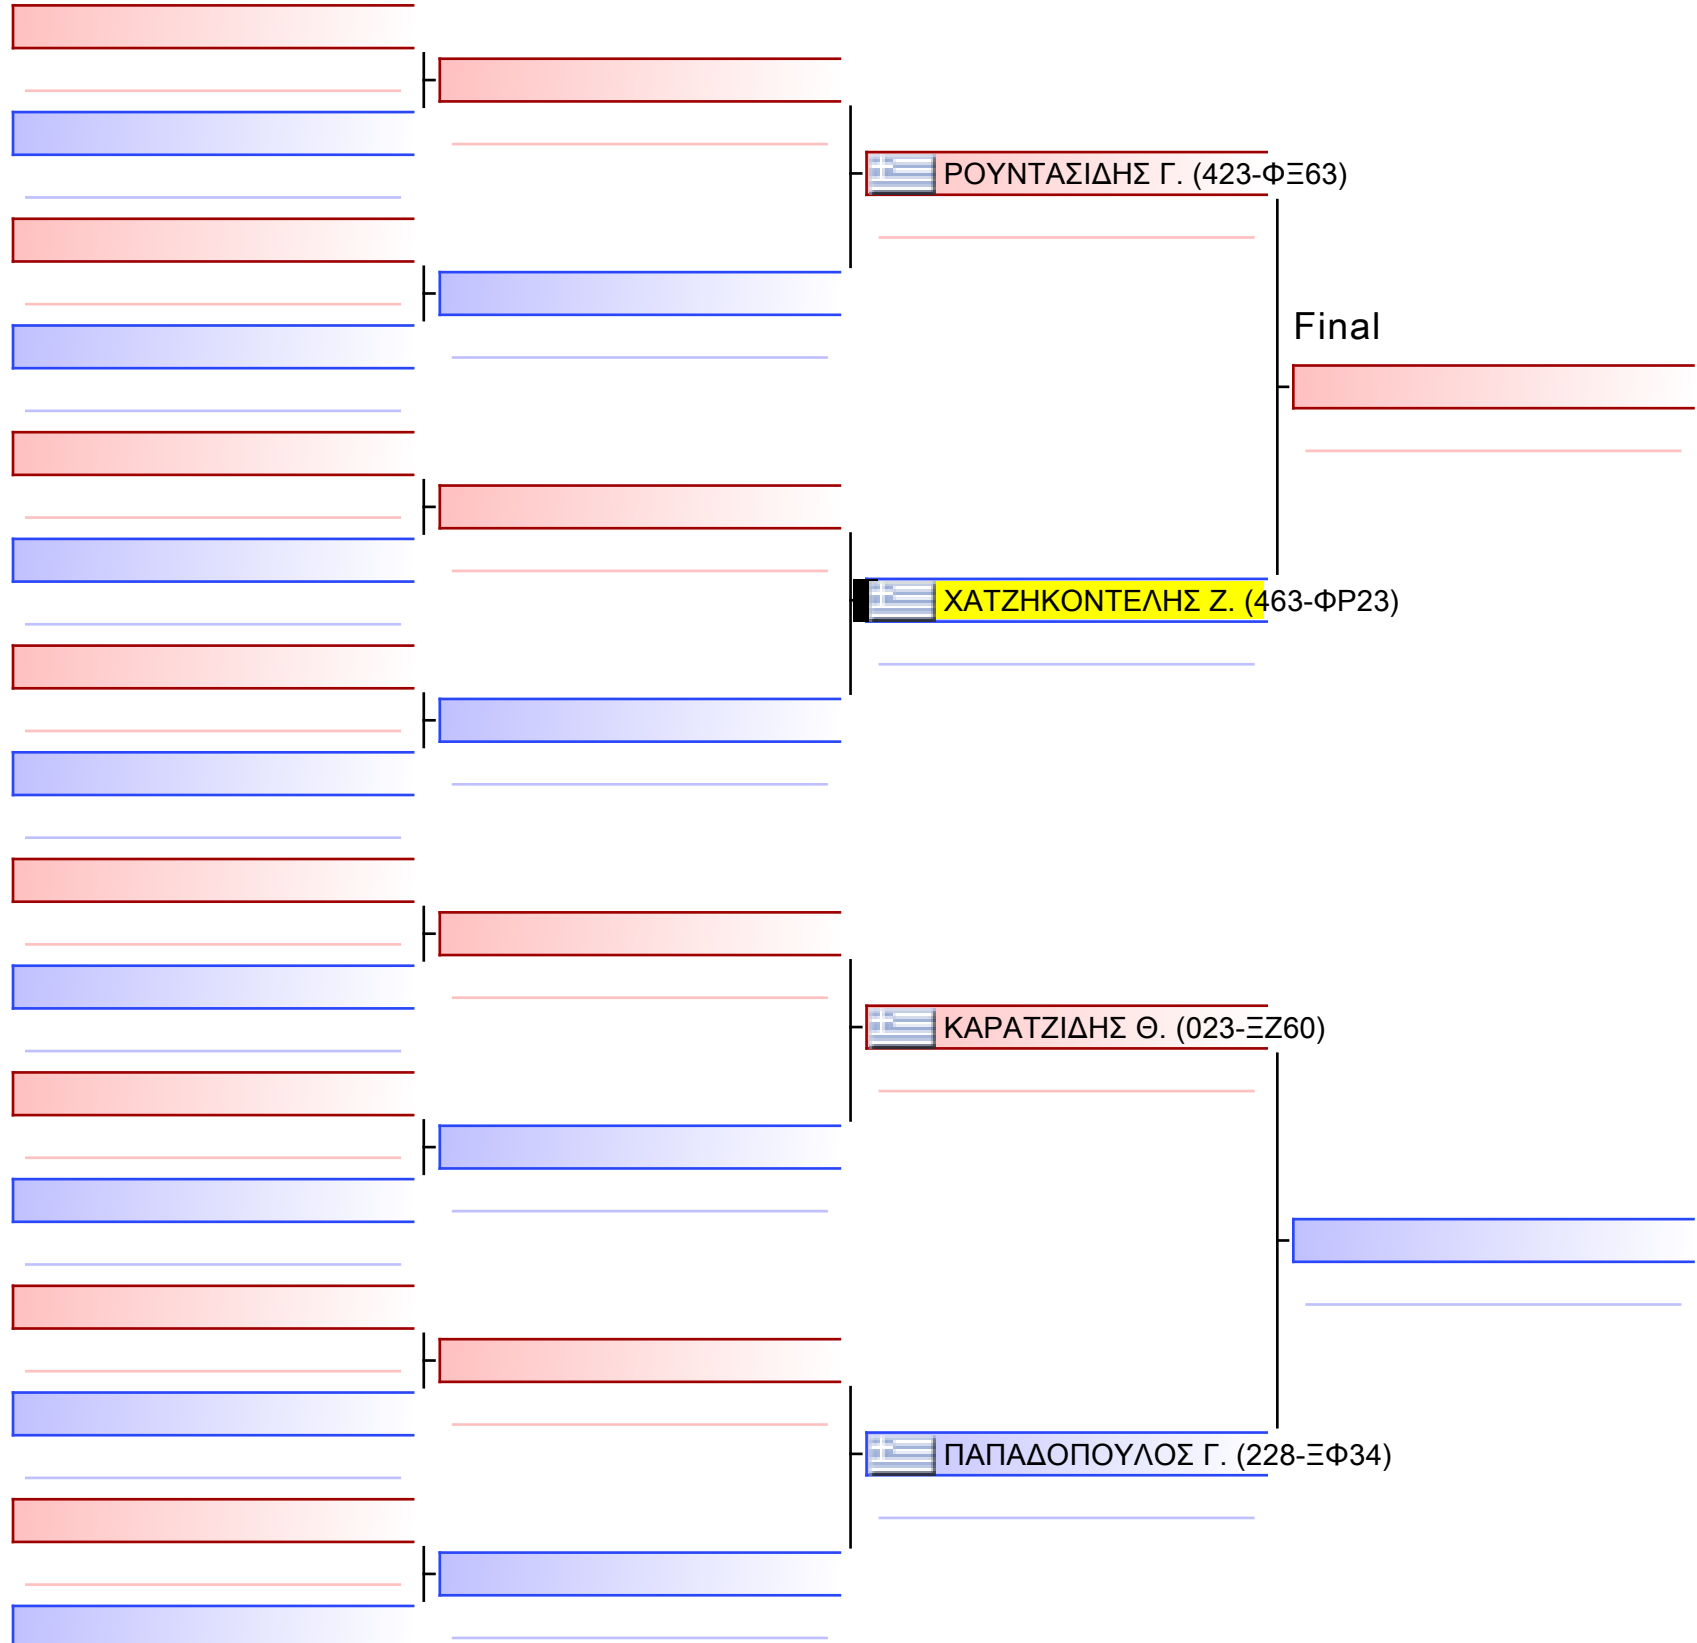 ΡΟΥΝΤΑΣΙΔΗΣ Γ. (423-ΦΞ63)
Final
ΧΑΤΖΗΚΟΝΤΕΛΗΣ Ζ. (463-ΦΡ23)
ΚΑΡΑΤΖΙΔΗΣ Θ. (023-ΞΖ60)
ΠΑΠΑΔΟΠΟΥΛΟΣ Γ. (228-ΞΦ34)